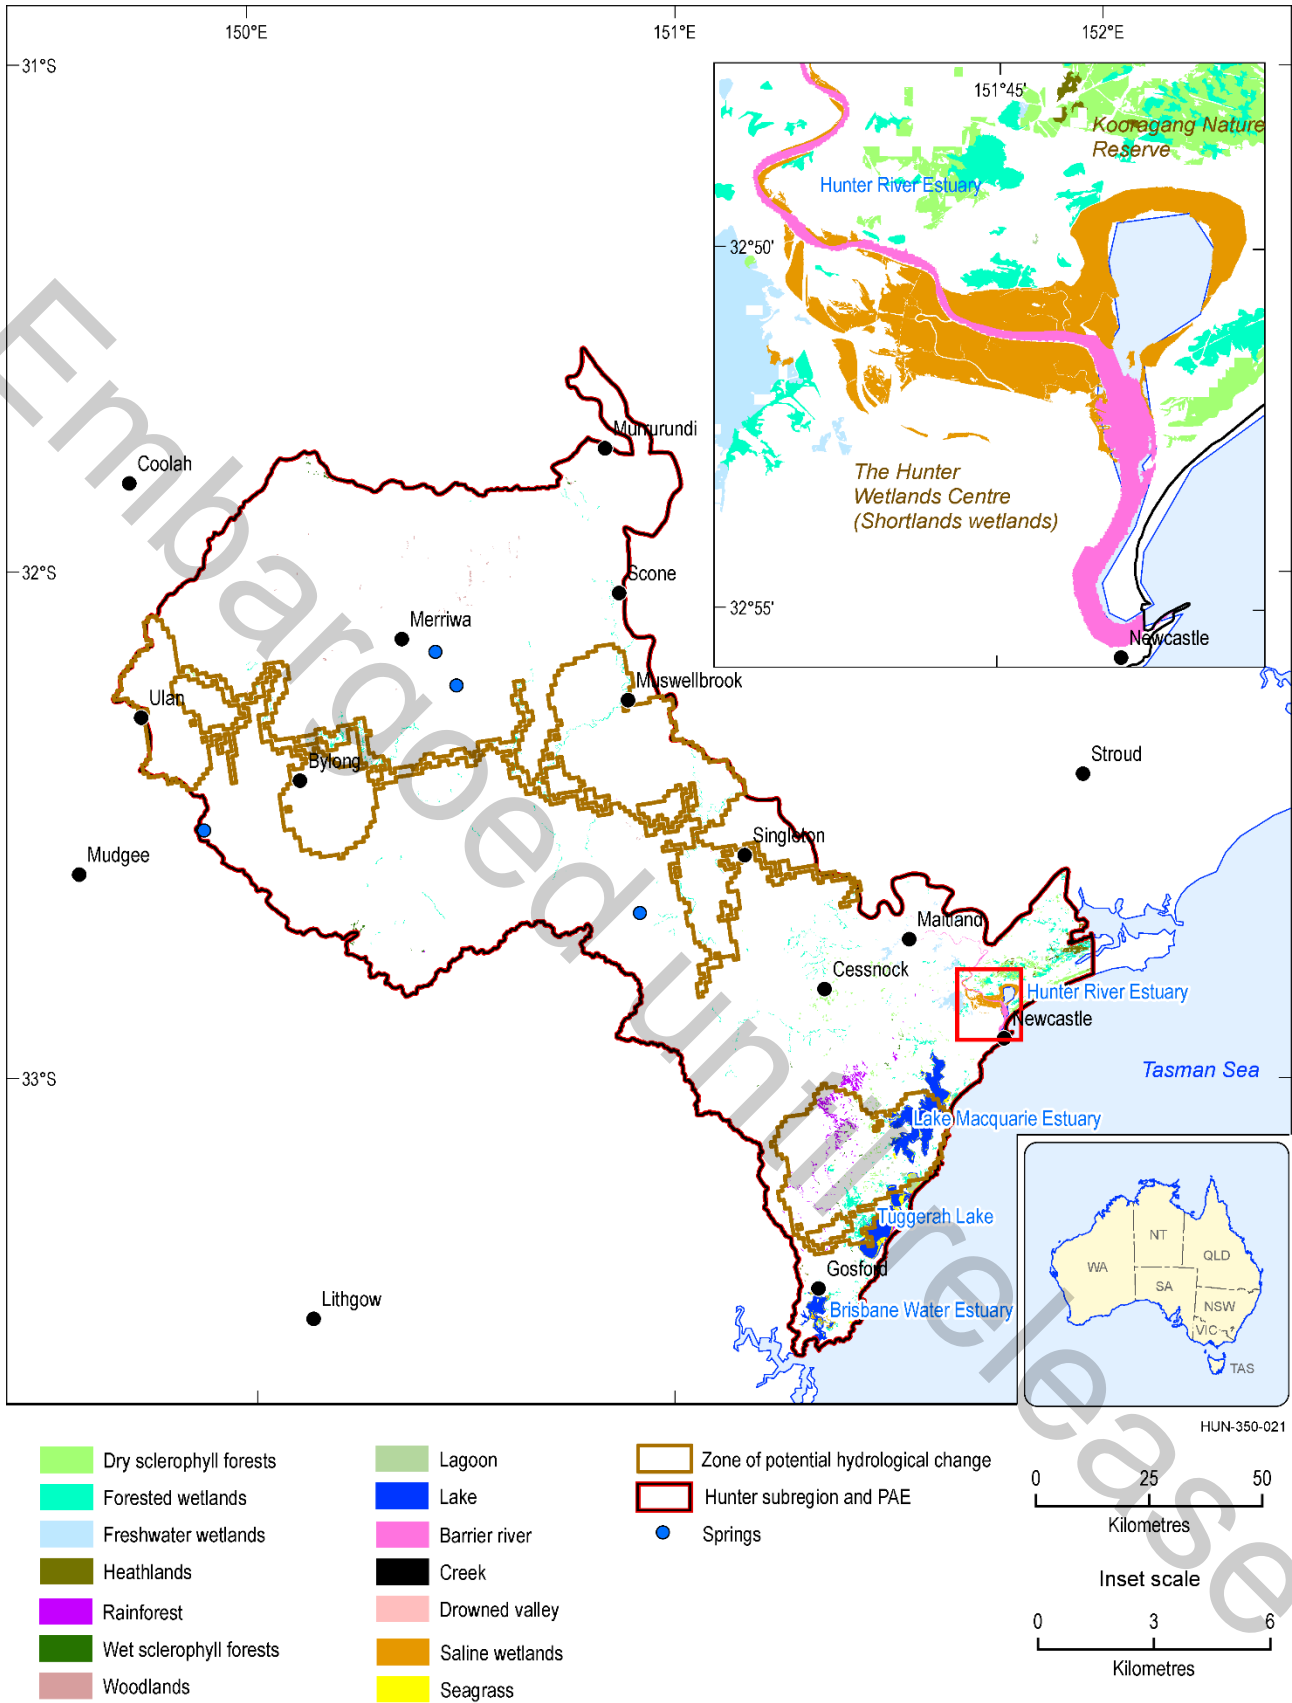 150°E
151°E
152°E
31°S
32°S
33°S
151°45'
Kooragang Nature
Reserve
Hunter River Estuary
32°50'
The Hunter
Wetlands Centre
(Shortlands wetlands)
32°55'
Newcastle
Murrurundi
Coolah
Scone
Merriwa
Muswellbrook
Ulan
Bylong
Stroud
Singleton
Mudgee
Maitland
Cessnock
Hunter River Estuary
Newcastle
Tasman Sea
Lake Macquarie Estuary
Tuggerah Lake
Gosford
Brisbane Water Estuary
Lithgow
Embargoed until release
WA
NT
QLD
SA
NSW
VIC
TAS
HUN-350-021
Dry sclerophyll forests
Forested wetlands
Freshwater wetlands
Heathlands
Rainforest
Wet sclerophyll forests
Woodlands
Lagoon
Lake
Barrier river
Creek
Drowned valley
Saline wetlands
Seagrass
Zone of potential hydrological change
Hunter subregion and PAE
Springs
0 25 50
Kilometres
Inset scale
0 3 6
Kilometres